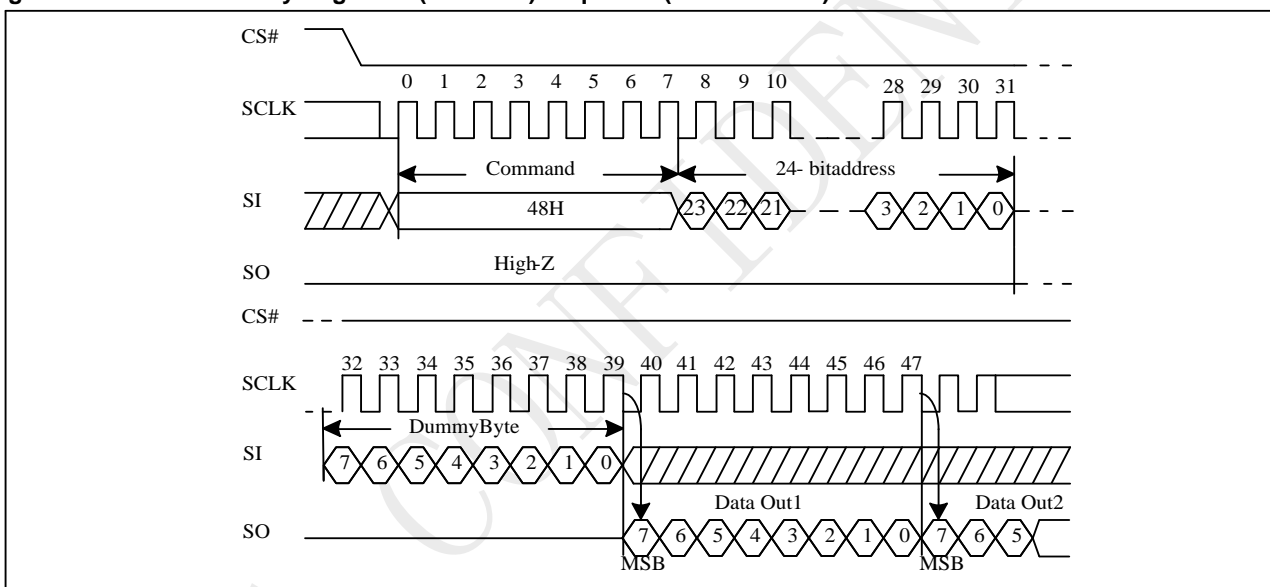 CS#
0 1 2 3 4 5 6 7 8 9 10 28 29 30 31
SCLK
Command 24- bitaddress
SI
48H 23 22 21 3 2 1 0
High-Z
SO
CS#
32 33 34 35 36 37 38 39 40 41 42 43 44 45 46 47
SCLK
DummyByte
SI
7 6 5 4 3 2 1 0
Data Out1 Data Out2
SO
7 6 5 4 3 2 1 0 7 6 5
MSB MSB